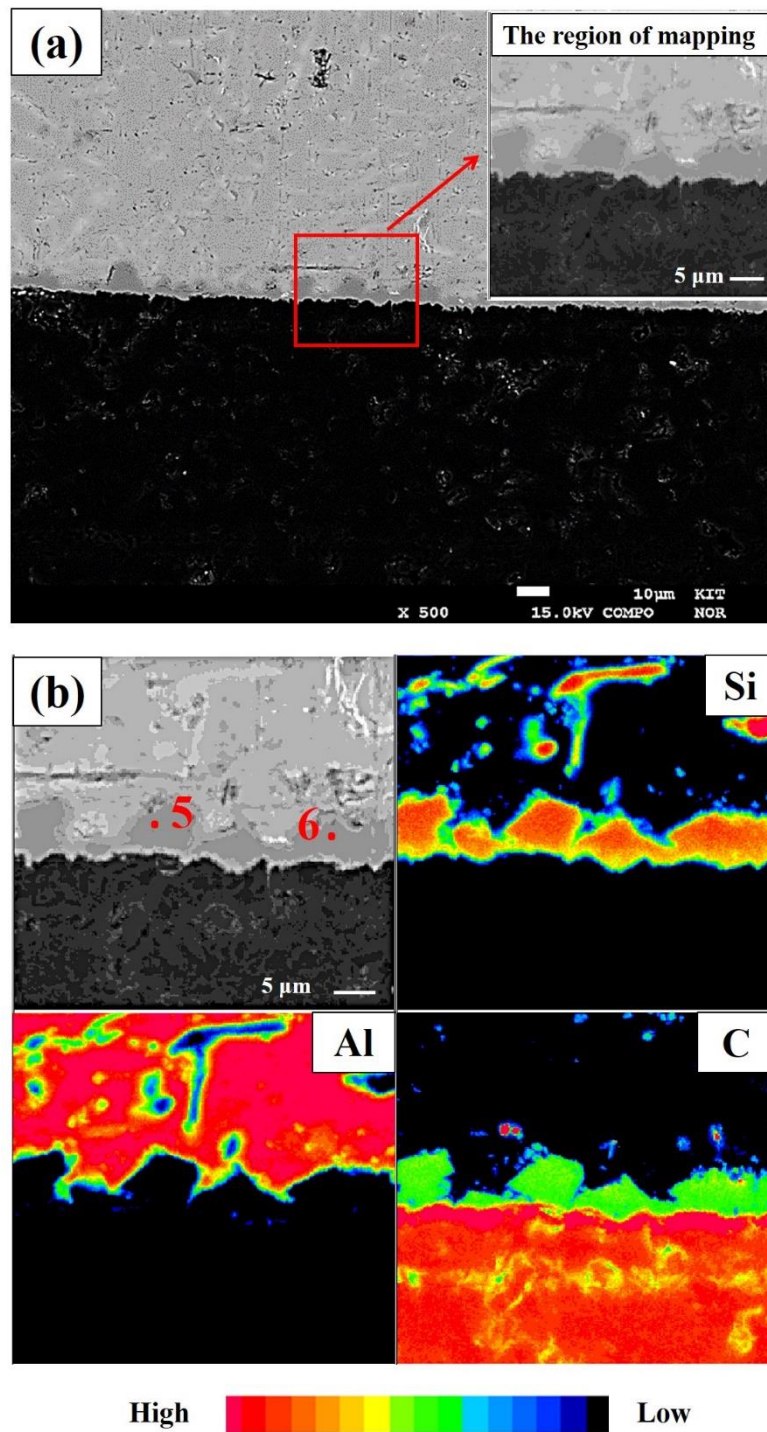 (a)
The region of mapping
5 μm
10μm KIT
X 500 15.0kV COMPO NOR
(b)
Si
5
6
5 μm
Al
C
High
Low